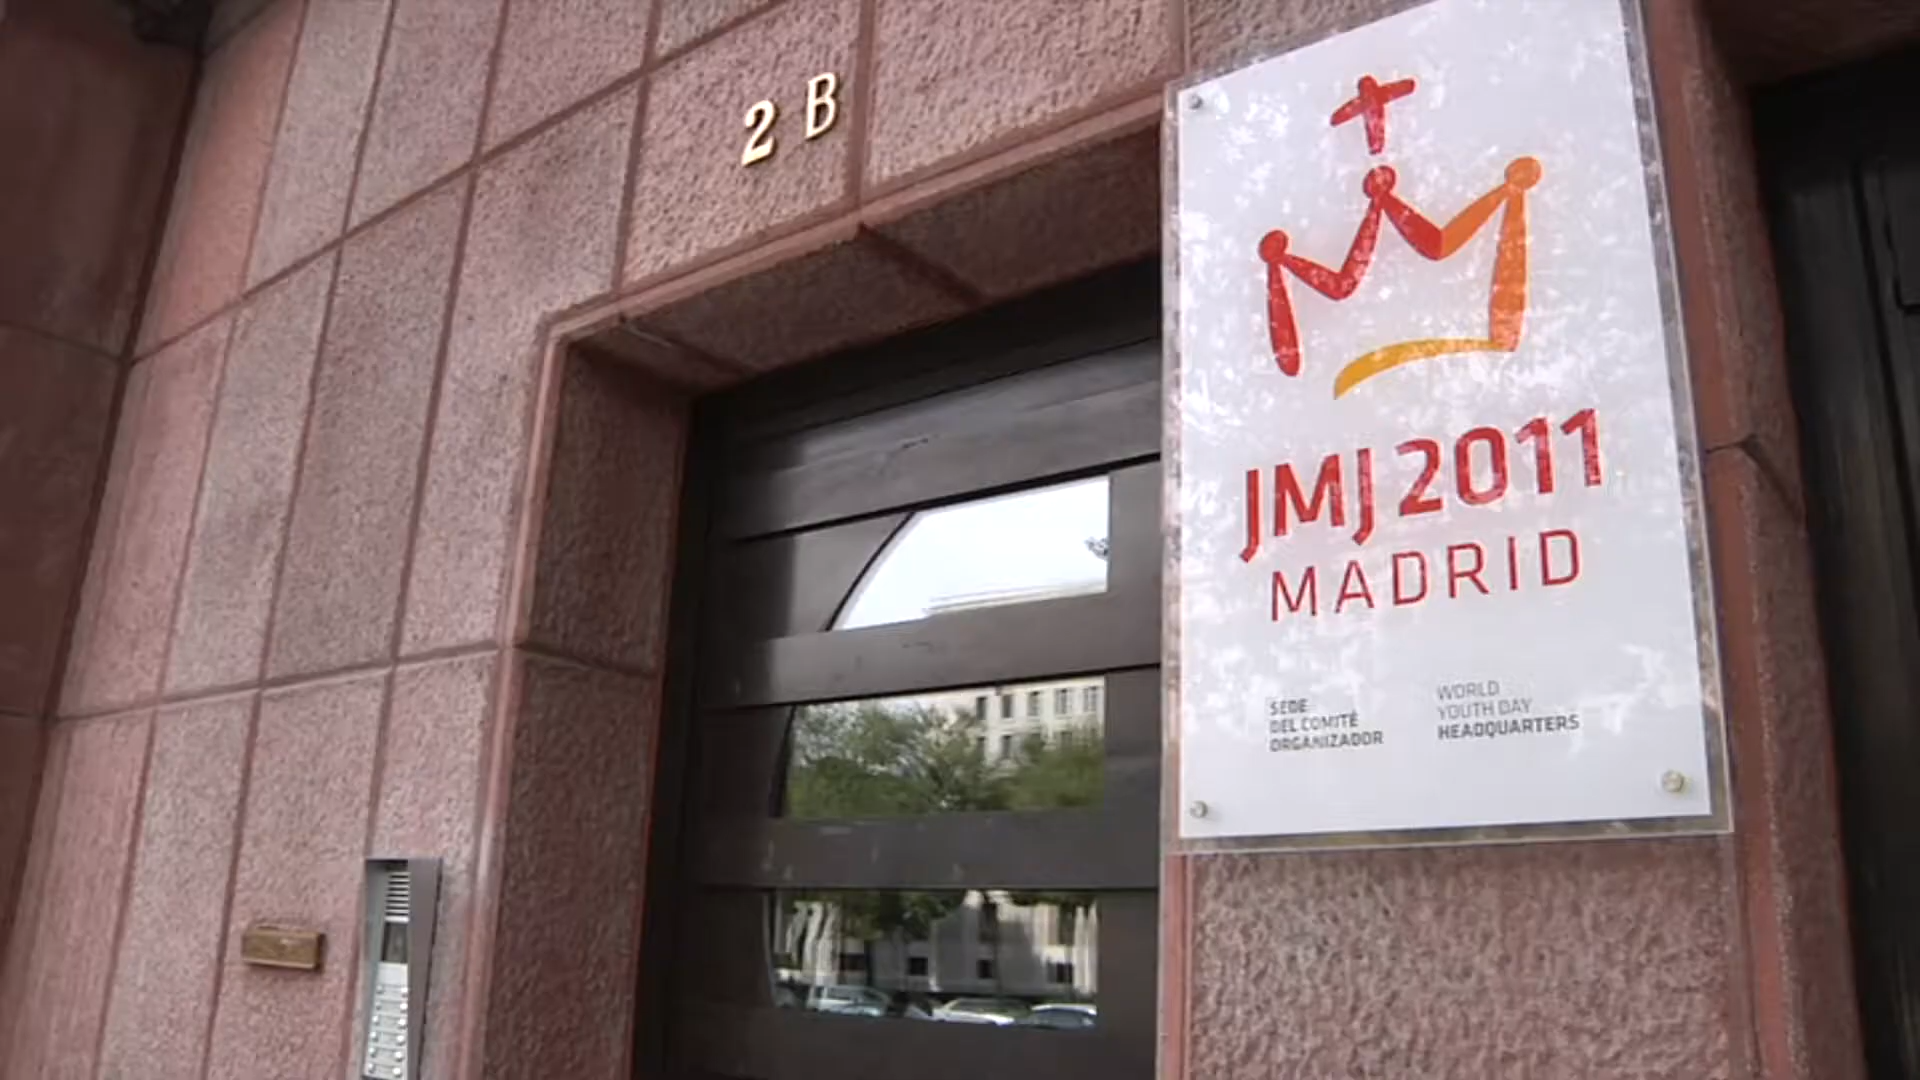 2 B
JMJ 2011
MADRID
SEDE
DEL COMITÉ
ORGANIZADOR
WORLD
YOUTH DAY
HEADQUARTERS